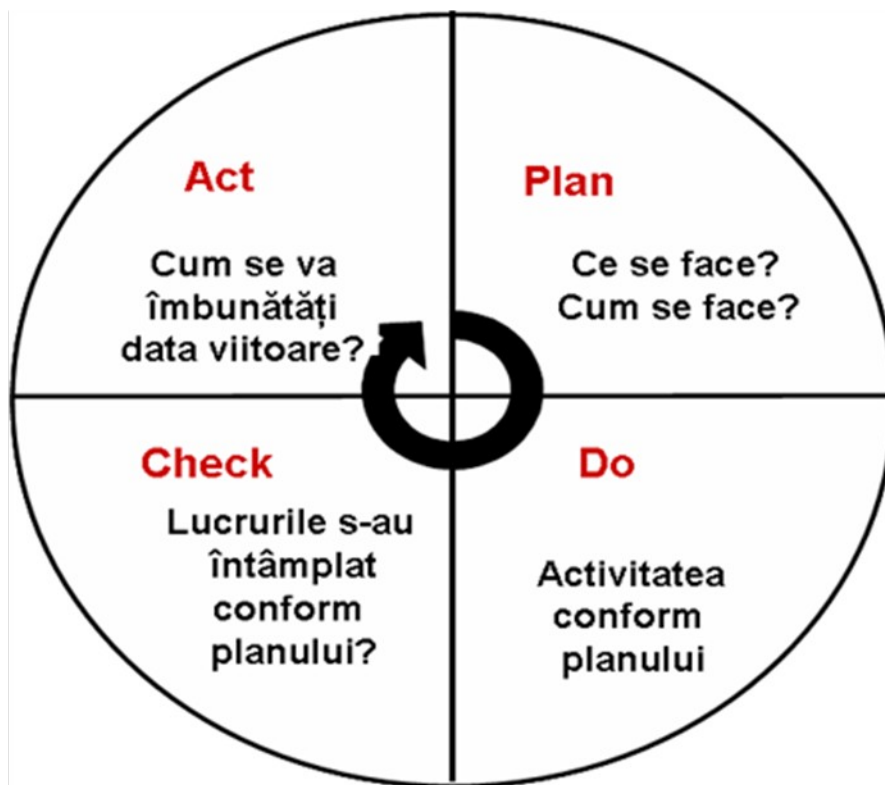 Act
Cum se va
îmbunătăți
data viitoare?
Plan
Ce se face?
Cum se face?
Check
Lucrurile s-au
întâmplat
conform
planului?
Do
Activitatea
conform
planului